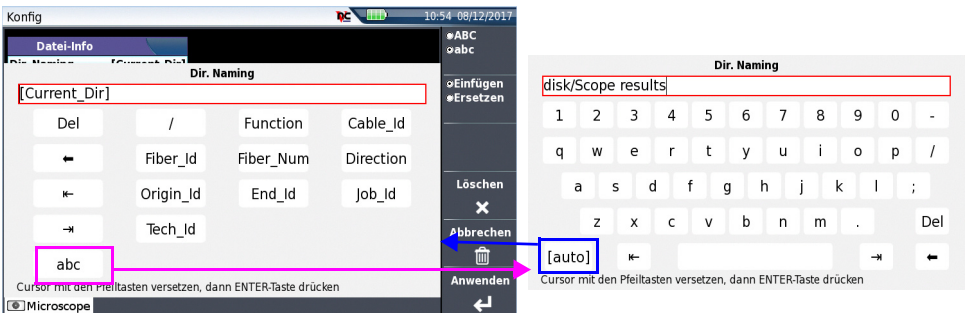 Konfig
10:54 08/12/2017
ABC
abc
Datei-Info
Dir. Naming [Current_Dir]
Dir. Naming
[Current_Dir]
Einfügen
Ersetzen
Del / Function Cable_Id
Fiber_Id Fiber_Num Direction
Origin_Id End_Id Job_Id
Tech_Id
abc
Cursor mit den Pfeiltasten versetzen, dann ENTER-Taste drücken
Löschen
Abbrechen
Anwenden
Microscope
Dir. Naming
disk/Scope results
1 2 3 4 5 6 7 8 9 0 -
q w e r t y u i o p /
a s d f g h j k l ;
z x c v b n m . Del
[auto]
Cursor mit den Pfeiltasten versetzen, dann ENTER-Taste drücken